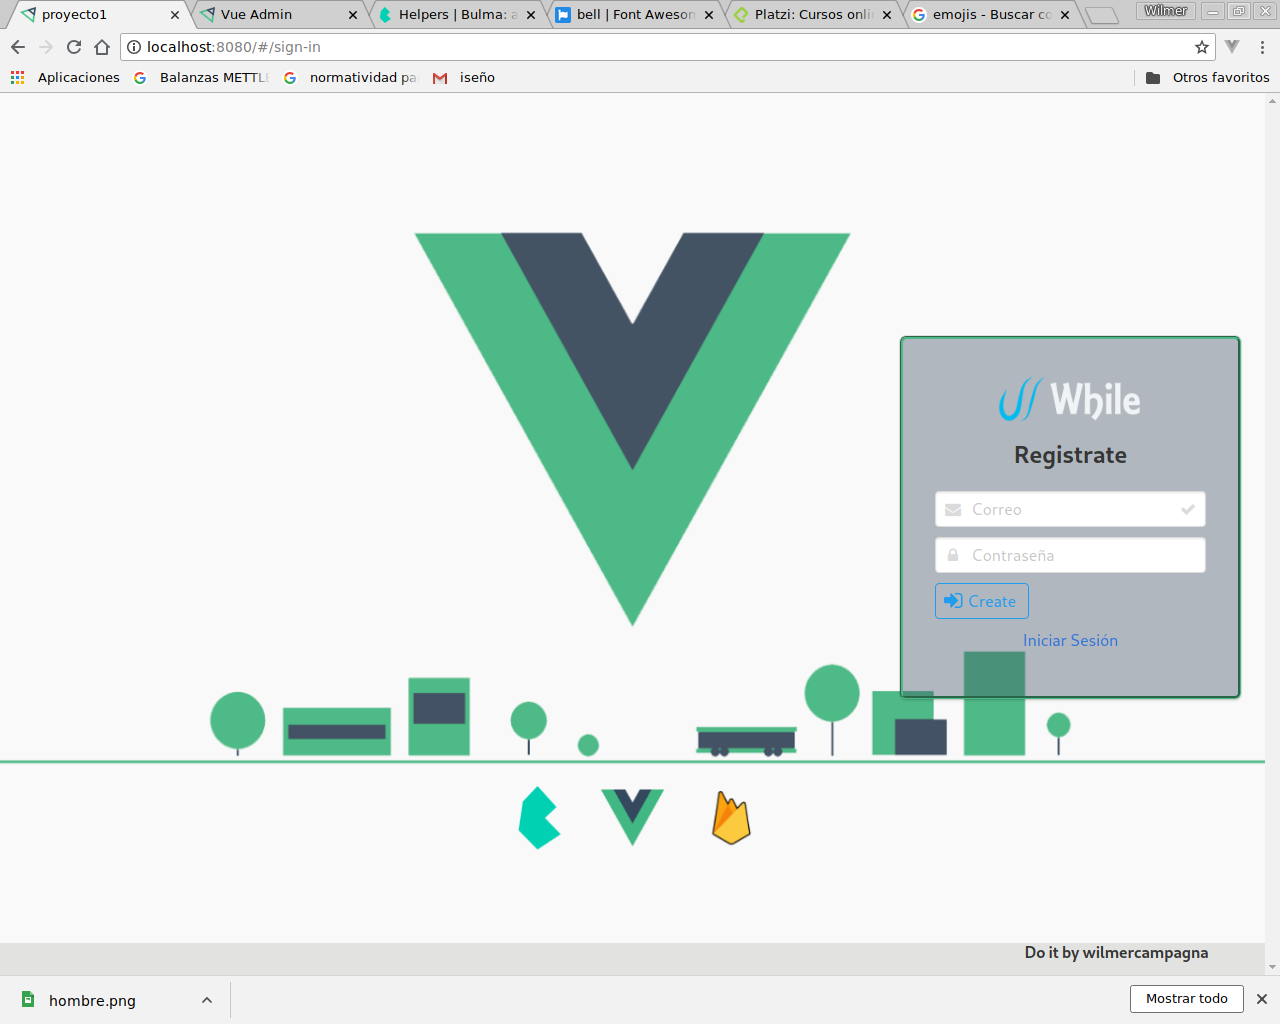 proyecto1
Vue Admin
Helpers | Bulma: a
bell | Font Aweson
Platzi: Cursos onli
emojis - Buscar co
Wilmer
localhost:8080/#/sign-in
Aplicaciones
Balanzas METTLE
normatividad pa
iseño
Otros favoritos
While
Registrate
Correo
Contraseña
Create
Iniciar Sesión
Do it by wilmercampagna
hombre.png
Mostrar todo